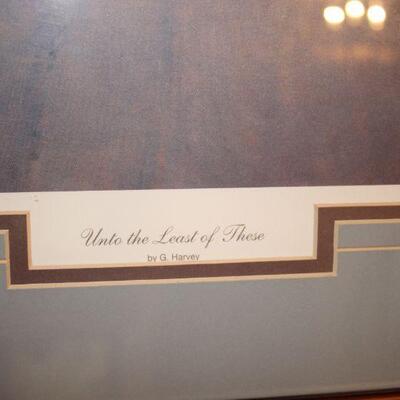 Unto the Least of These
by G. Harvey